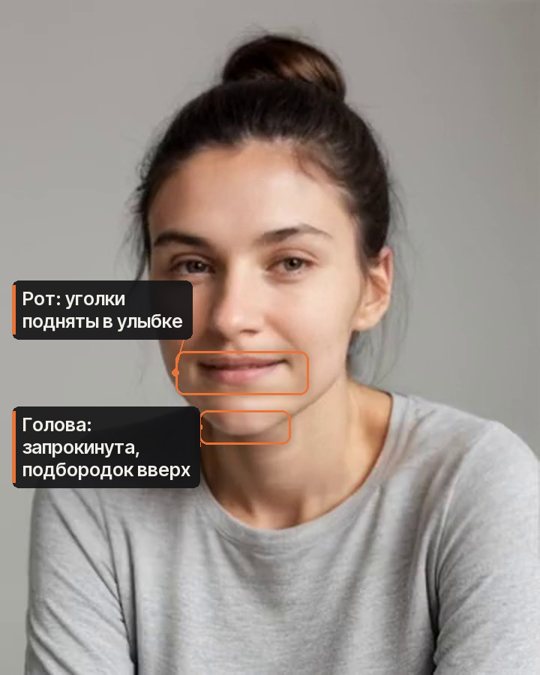 Рот: уголки
подняты в улыбке
Голова:
запрокинута,
подбородок вверх